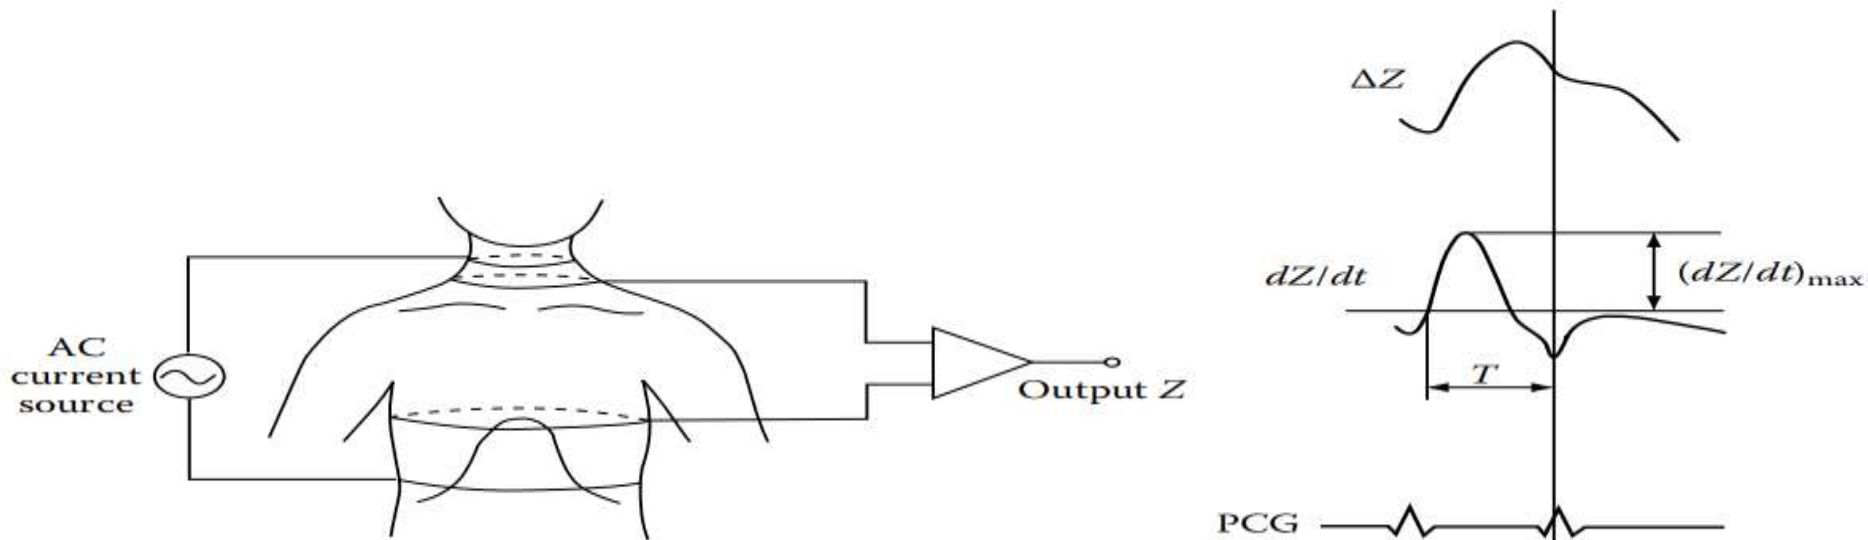 AC
current
source
Output Z
ΔZ
dZ/dt
(dZ/dt)max
T
PCG